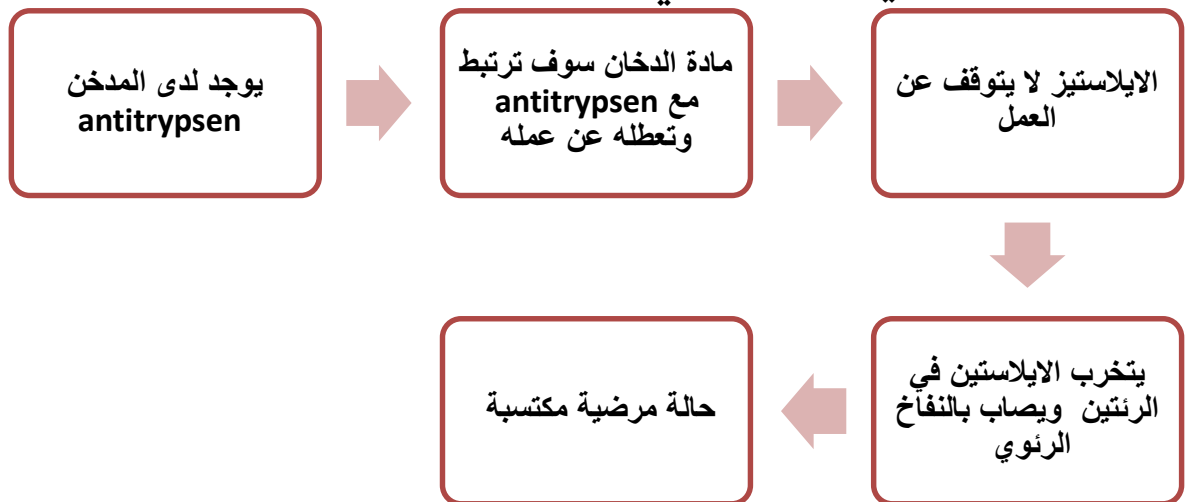 يوجد لدى المدخن
antitrypsen
مادة الدخان سوف ترتبط
مع antitrypsen
وتعطله عن عمله
الايلاستيز لا يتوقف عن
العمل
يتخرب الايلاستين في
الرئتين ويصاب بالنفاخ
الرئوي
حالة مرضية مكتسبة